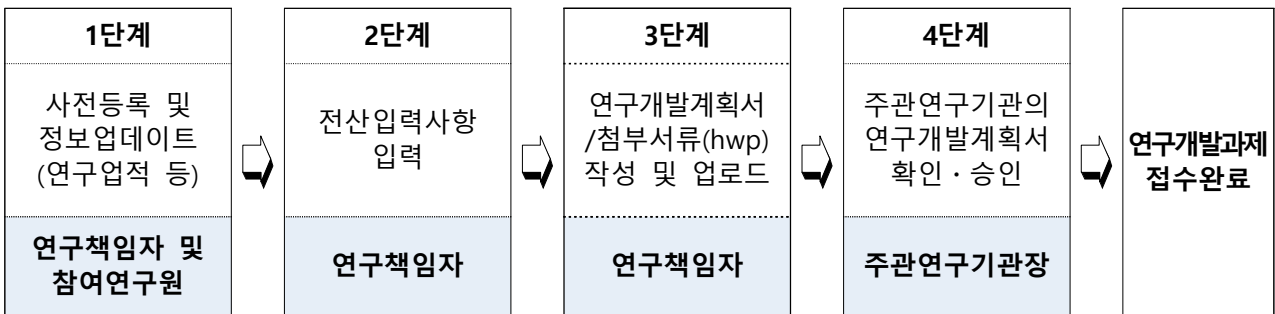 1단계
사전등록 및
정보업데이트
(연구업적 등)
연구책임자 및
참여연구원
2단계
전산입력사항
입력
연구책임자
3단계
연구개발계획서
/첨부서류(hwp)
작성 및 업로드
연구책임자
4단계
주관연구기관의
연구개발계획서
확인·승인
주관연구기관장
연구개발과제
접수완료